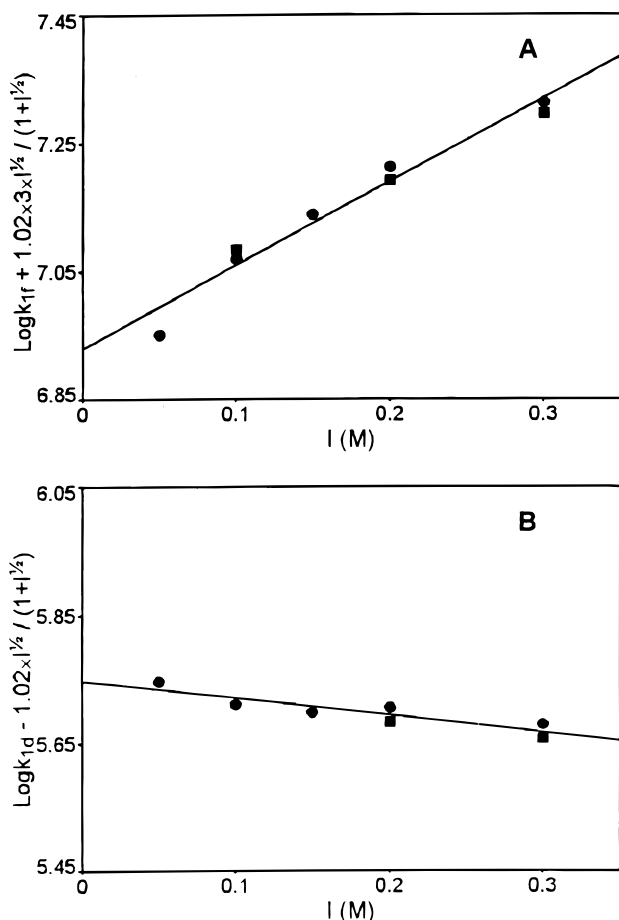 7.45
A
7.25
7.05
6.85
Logk1f + 1.02x3xI½ / (1+I½)
0 0.1 0.2 0.3
I (M)
6.05
B
5.85
5.65
5.45
Logk1d - 1.02xI½ / (1+I½)
0 0.1 0.2 0.3
I (M)